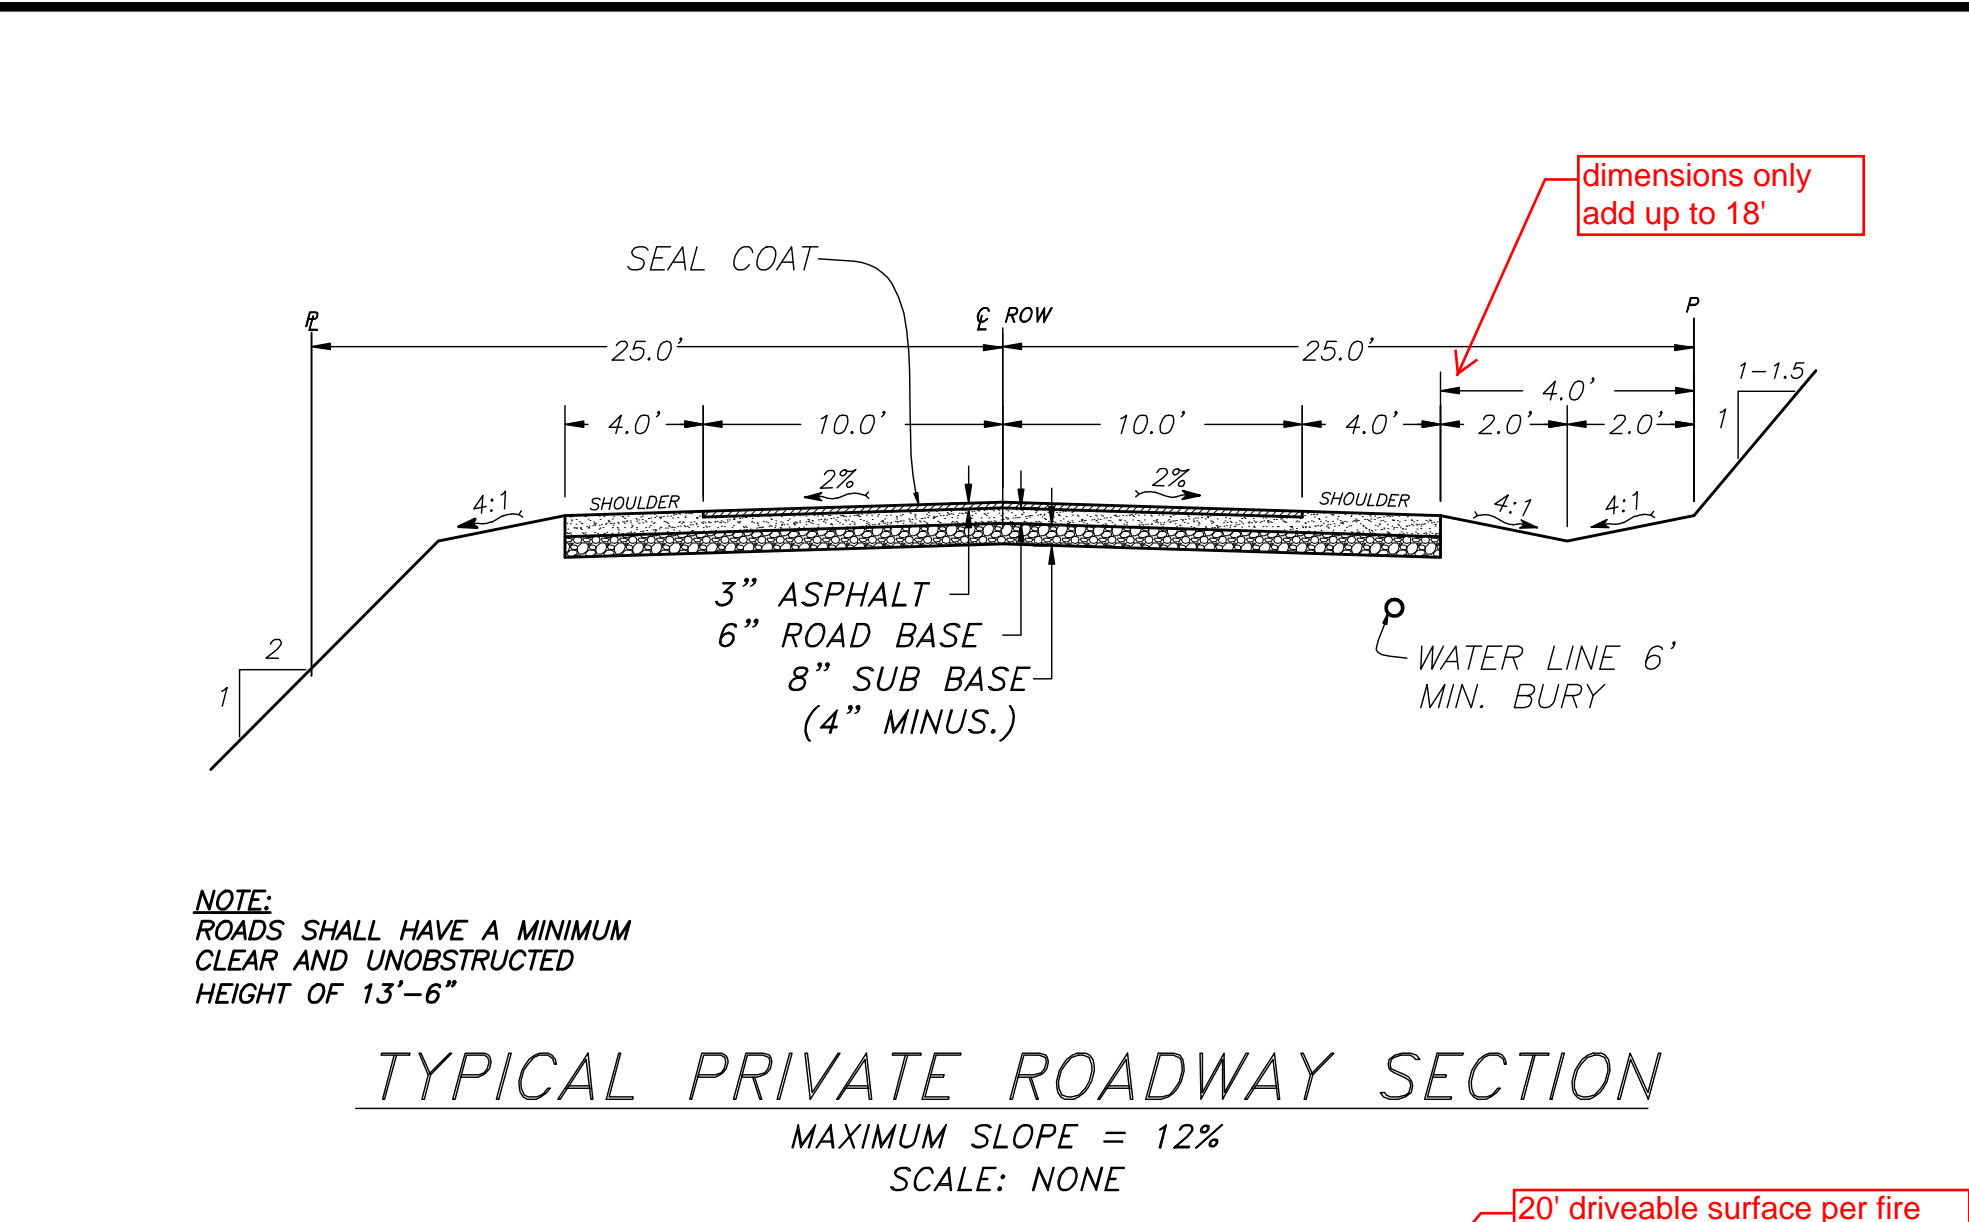 dimensions only
add up to 18'
SEAL COAT
PL
℄ ROW
P
25.0’
25.0’
1-1.5
1
4.0’
4.0’
10.0’
10.0’
4.0’
2.0’
2.0’
4:1
SHOULDER
2%
2%
SHOULDER
4:1
4:1
3” ASPHALT
6” ROAD BASE
8” SUB BASE
(4” MINUS.)
WATER LINE 6’
MIN. BURY
2
1
NOTE:
ROADS SHALL HAVE A MINIMUM
CLEAR AND UNOBSTRUCTED
HEIGHT OF 13’-6”
TYPICAL PRIVATE ROADWAY SECTION
MAXIMUM SLOPE = 12%
SCALE: NONE
20' driveable surface per fire